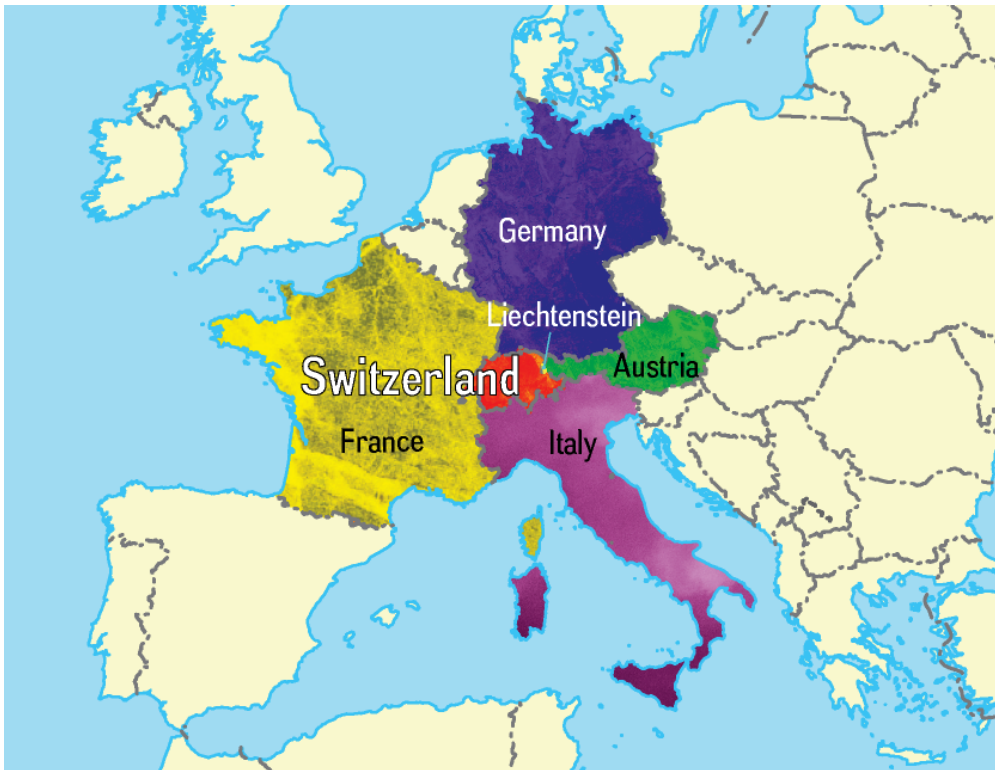 Germany
Liechtenstein
Switzerland
Austria
France
Italy